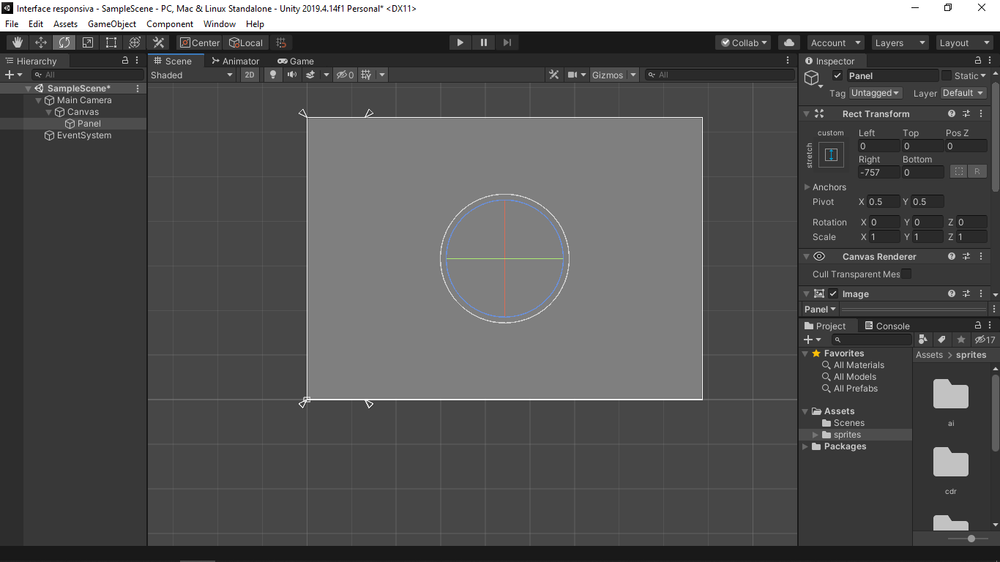 Interface responsiva - SampleScene - PC, Mac & Linux Standalone - Unity 2019.4.14f1 Personal* <DX11>
File Edit Assets GameObject Component Window Help
Center Local Collab Account Layers Layout
Hierarchy
All
SampleScene*
Main Camera
Canvas
Panel
EventSystem
Scene Animator Game
Shaded 2D 0 Gizmos All
Inspector
Panel Static
Tag Untagged Layer Default
Rect Transform
custom Left Top Pos Z
stretch 0 0 0
Right Bottom
-757 0 R
Anchors
Pivot X 0.5 Y 0.5
Rotation X 0 Y 0 Z 0
Scale X 1 Y 1 Z 1
Canvas Renderer
Cull Transparent Mes
Image
Panel
Project Console
17
Favorites
All Materials
All Models
All Prefabs
Assets
Scenes
sprites
Packages
Assets > sprites
ai
cdr